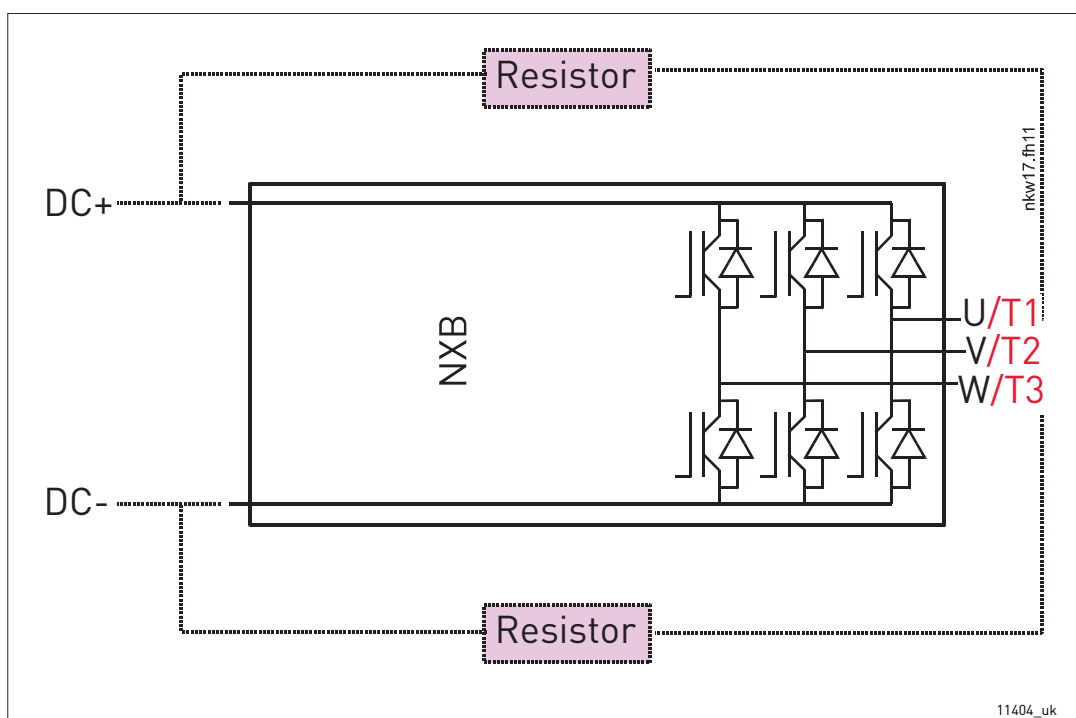 Resistor
nkw17.fh11
DC+
NXB
U/T1
V/T2
W/T3
DC-
Resistor
11404_uk